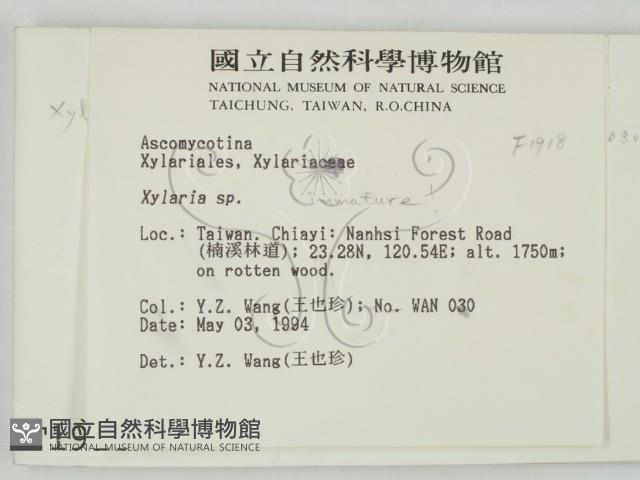 國立自然科學博物館
NATIONAL MUSEUM OF NATURAL SCIENCE
TAICHUNG, TAIWAN, R.O.CHINA
Xyl
F1918
030
Ascomycotina
Xylariales, Xylariaceae
Xylaria sp. immature!
Loc.: Taiwan. Chiayi: Nanhsi Forest Road
(楠溪林道); 23.28N, 120.54E; alt. 1750m;
on rotten wood.
Col.: Y.Z. Wang(王也珍); No. WAN 030
Date: May 03, 1994
Det.: Y.Z. Wang(王也珍)
國立自然科學博物館
NATIONAL MUSEUM OF NATURAL SCIENCE